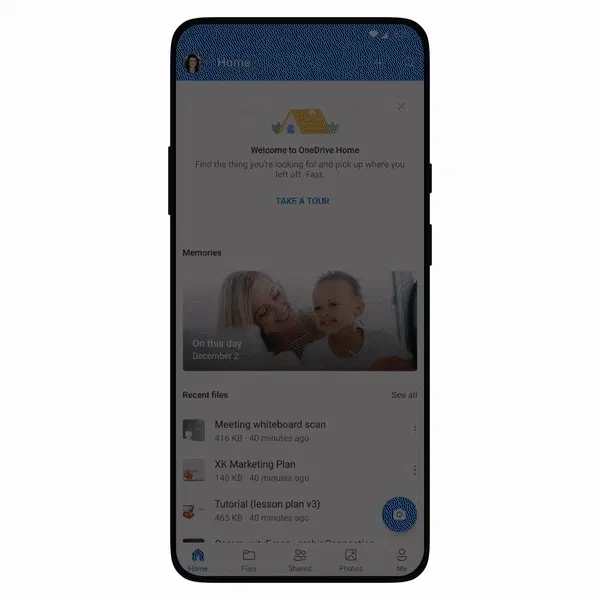 Home
Welcome to OneDrive Home
Find the thing you're looking for and pick up where you
left off. Fast.
TAKE A TOUR
Memories
On this day
December 2
Recent files
See all
Meeting whiteboard scan
416 KB · 40 minutes ago
XK Marketing Plan
140 KB · 40 minutes ago
Tutorial (lesson plan v3)
465 KB · 40 minutes ago
Home
Files
Shared
Photos
Me